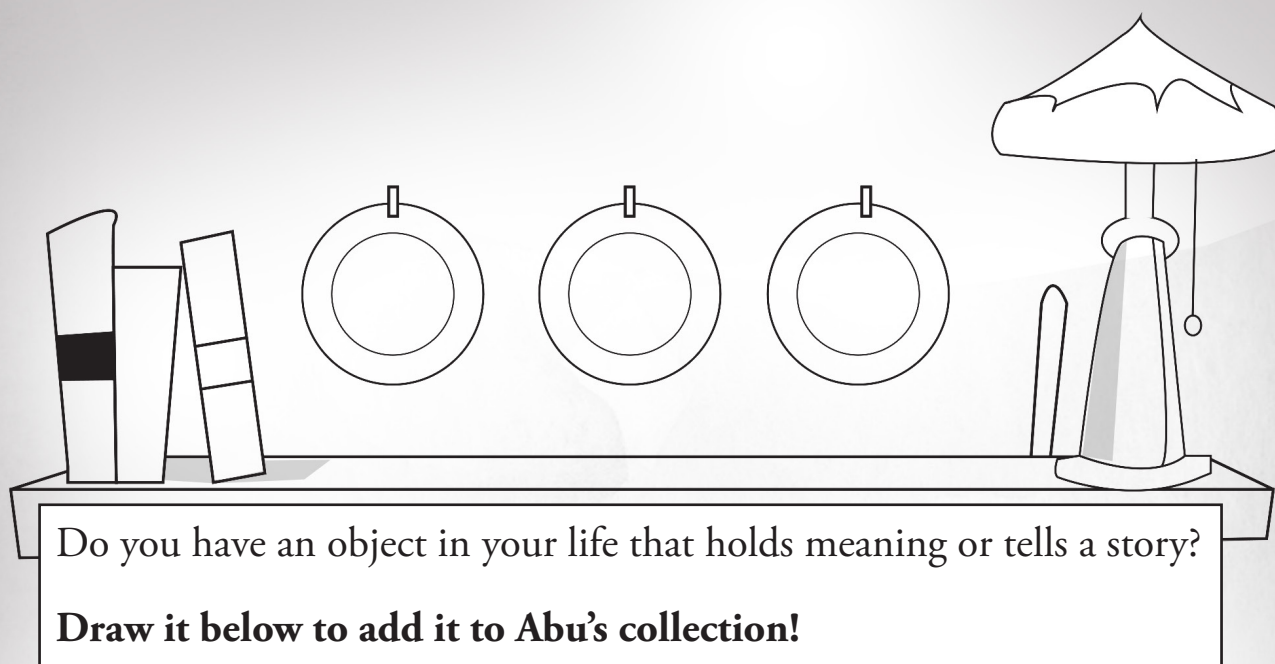 Do you have an object in your life that holds meaning or tells a story?
Draw it below to add it to Abu’s collection!